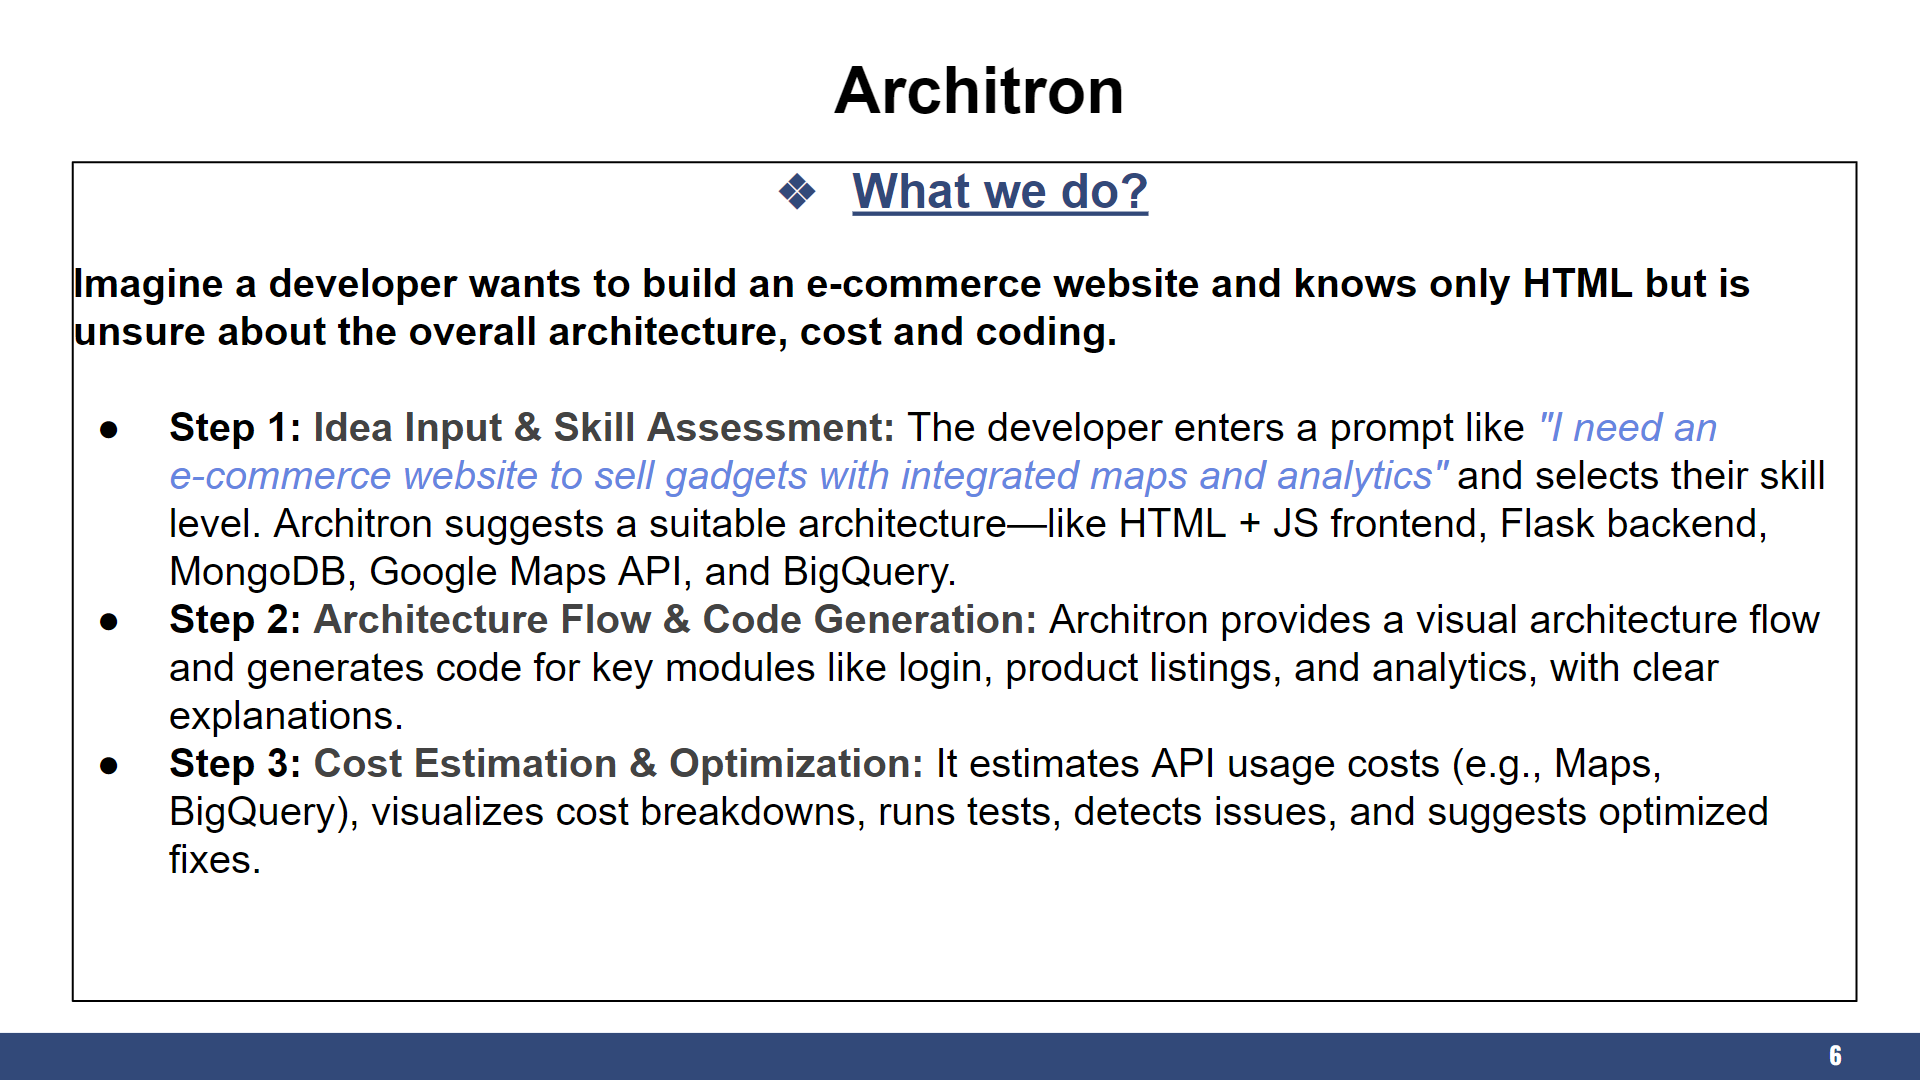 Architron
❖ What we do?
Imagine a developer wants to build an e-commerce website and knows only HTML but is
unsure about the overall architecture, cost and coding.
● Step 1: Idea Input & Skill Assessment: The developer enters a prompt like "I need an
e-commerce website to sell gadgets with integrated maps and analytics" and selects their skill
level. Architron suggests a suitable architecture—like HTML + JS frontend, Flask backend,
MongoDB, Google Maps API, and BigQuery.
● Step 2: Architecture Flow & Code Generation: Architron provides a visual architecture flow
and generates code for key modules like login, product listings, and analytics, with clear
explanations.
● Step 3: Cost Estimation & Optimization: It estimates API usage costs (e.g., Maps,
BigQuery), visualizes cost breakdowns, runs tests, detects issues, and suggests optimized
fixes.
6